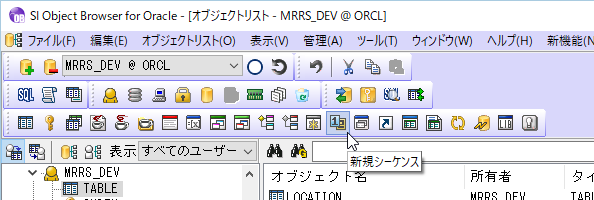 SI Object Browser for Oracle - [オブジェクトリスト - MRRS_DEV @ ORCL]
ファイル(F) 編集(E) オブジェクトリスト(O) 表示(V) 管理(A) ツール(T) ウィンドウ(W) ヘルプ(H) 新機能(N)
MRRS_DEV @ ORCL
SQL
LIB
表示 すべてのユーザー
新規シーケンス
MRRS_DEV
TABLE
オブジェクト名 所有者 タイ
LOCATION MRRS_DEV TABL